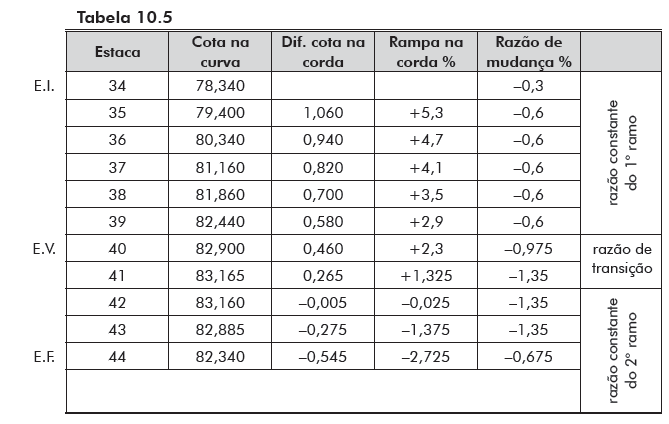 Tabela 10.5
Estaca Cota na curva Dif. cota na corda Rampa na corda % Razão de mudança %
E.I. 34 78,340 –0,3
35 79,400 1,060 +5,3 –0,6
36 80,340 0,940 +4,7 –0,6
37 81,160 0,820 +4,1 –0,6
38 81,860 0,700 +3,5 –0,6
39 82,440 0,580 +2,9 –0,6
razão constante
do 1° ramo
E.V. 40 82,900 0,460 +2,3 –0,975 razão de
41 83,165 0,265 +1,325 –1,35 transição
42 83,160 –0,005 –0,025 –1,35
43 82,885 –0,275 –1,375 –1,35
E.F. 44 82,340 –0,545 –2,725 –0,675
razão constante
do 2° ramo